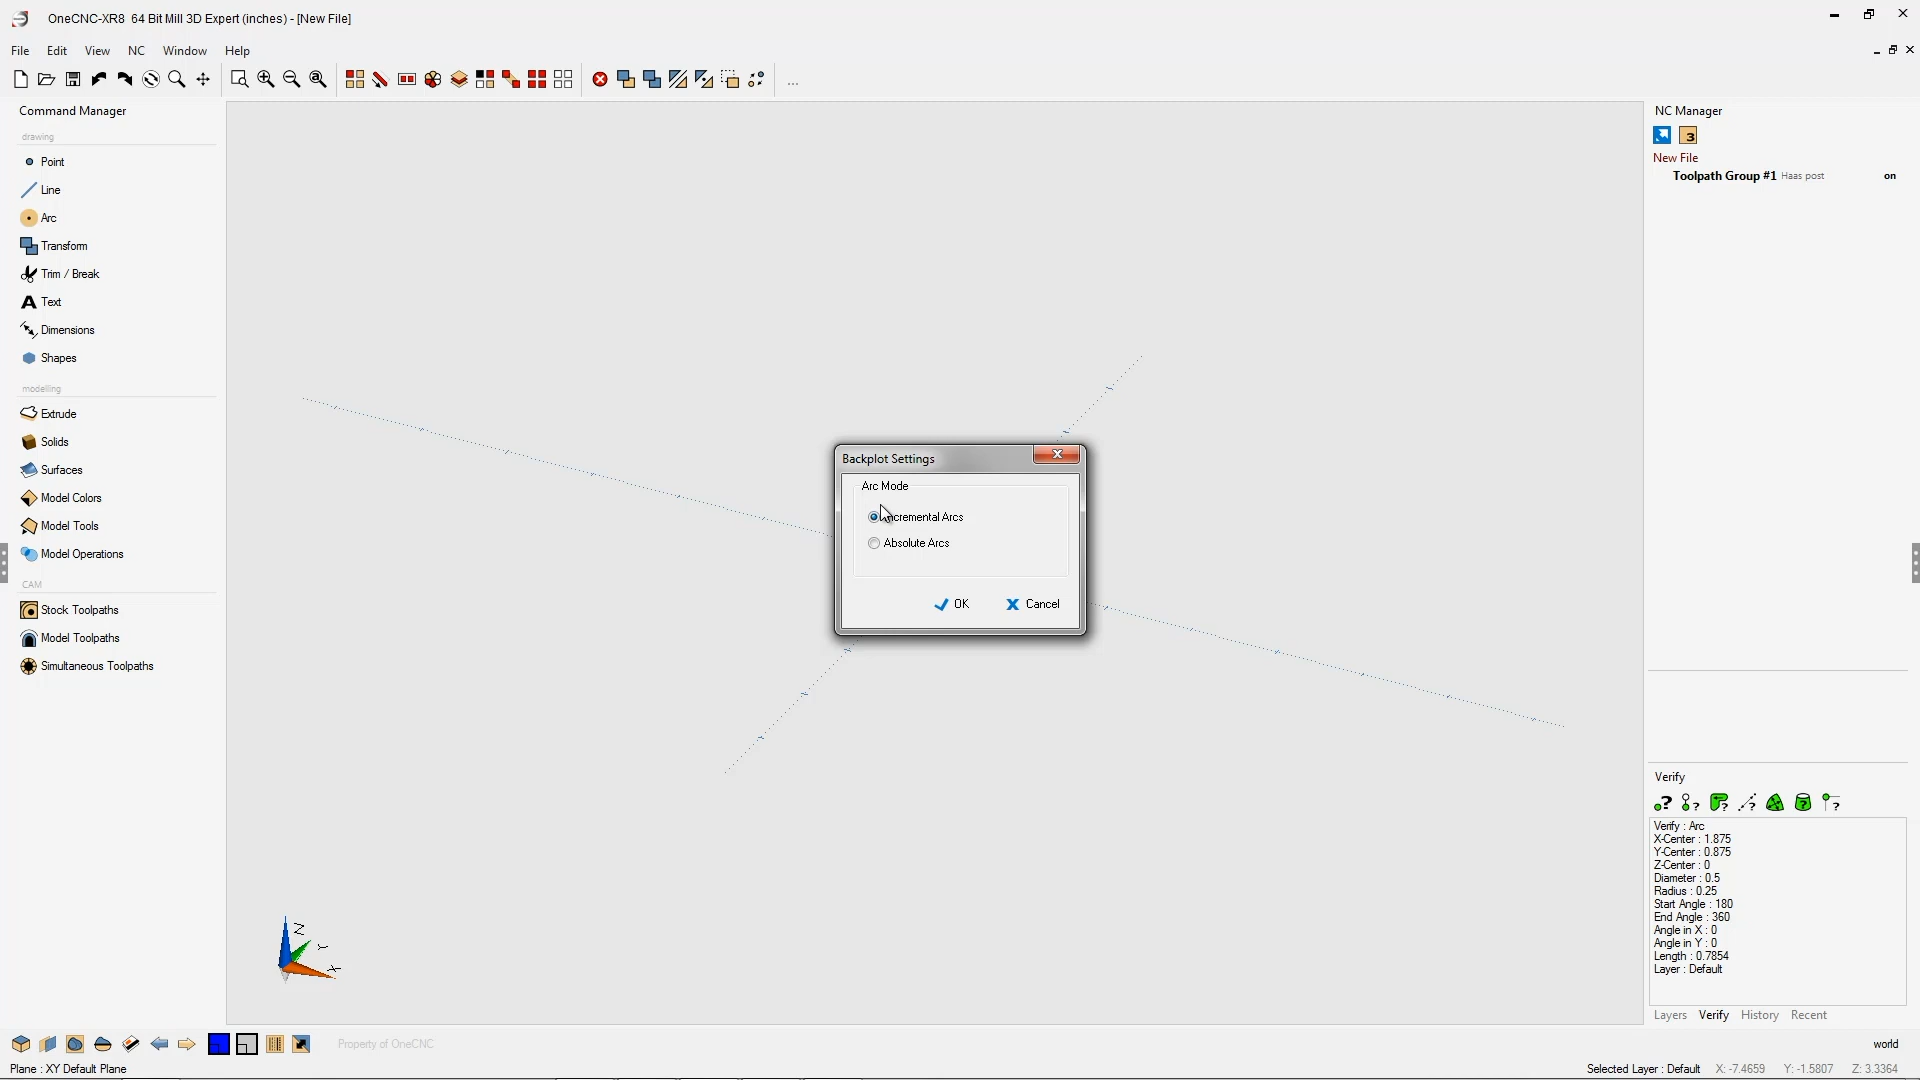 OneCNC-XR8  64 Bit Mill 3D Expert (inches) - [New File]
File Edit View NC Window Help
Command Manager
drawing
Point
Line
Arc
Transform
Trim / Break
Text
Dimensions
Shapes
modelling
Extrude
Solids
Surfaces
Model Colors
Model Tools
Model Operations
CAM
Stock Toolpaths
Model Toolpaths
Simultaneous Toolpaths
Backplot Settings
Arc Mode
Incremental Arcs
Absolute Arcs
OK Cancel
Z
Y
X
NC Manager
3
New File
Toolpath Group #1 Haas post on
Verify
Verify : Arc
X-Center : 1.875
Y-Center : 0.875
Z-Center : 0
Diameter : 0.5
Radius : 0.25
Start Angle : 180
End Angle : 360
Angle in X : 0
Angle in Y : 0
Length : 0.7854
Layer : Default
Layers Verify History Recent
Property of OneCNC
world
Plane : XY Default Plane
Selected Layer : Default X: -7.4659 Y: -1.5807 Z: 3.3364